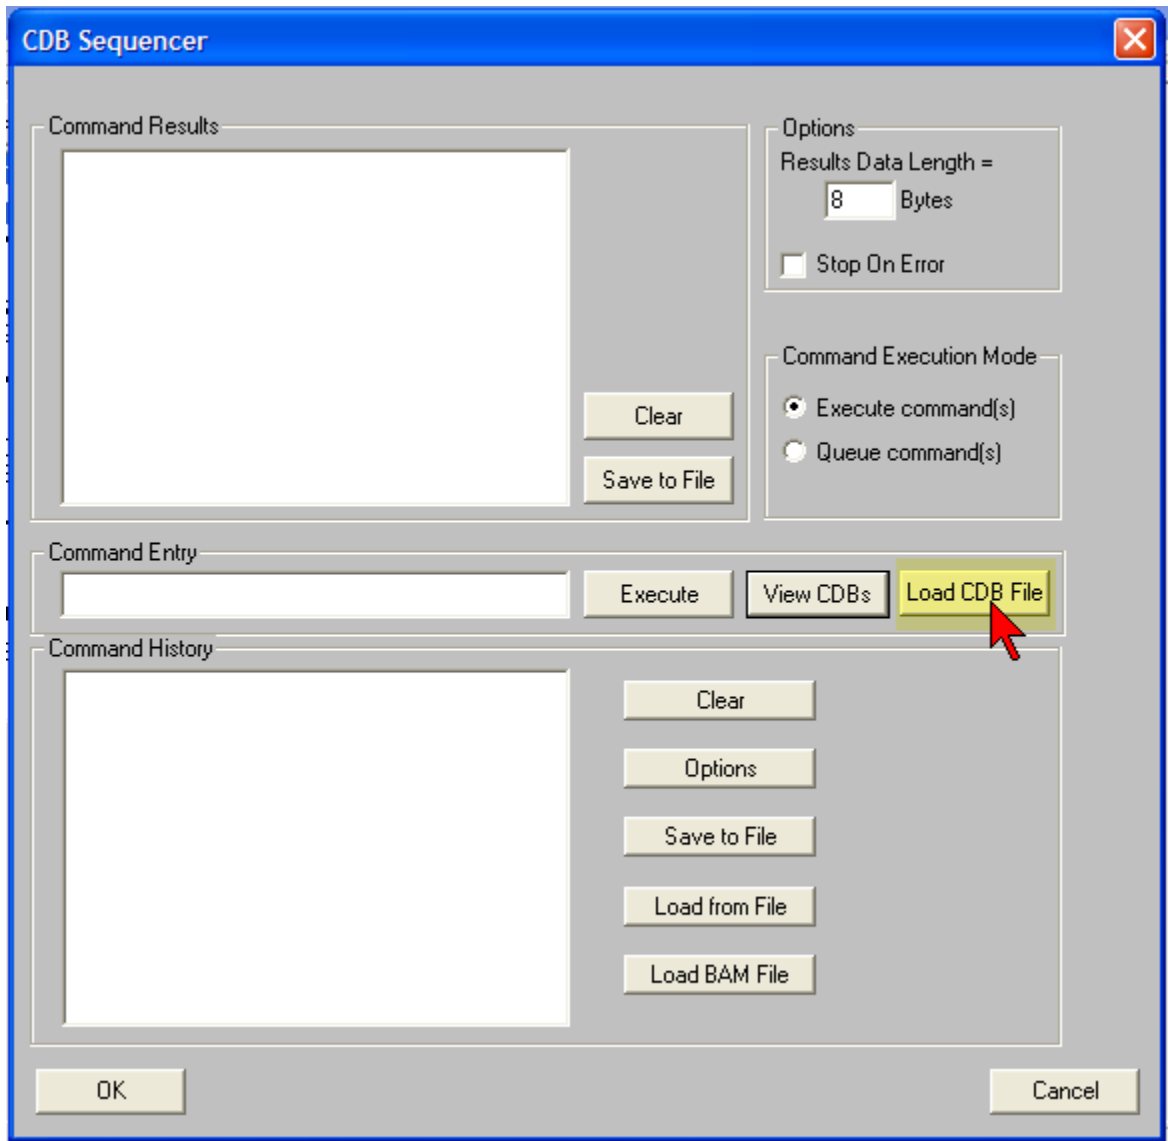 CDB Sequencer
Command Results
Clear
Save to File
Options
Results Data Length =
8 Bytes
Stop On Error
Command Execution Mode
Execute command(s)
Queue command(s)
Command Entry
Execute
View CDBs
Load CDB File
Command History
Clear
Options
Save to File
Load from File
Load BAM File
OK
Cancel